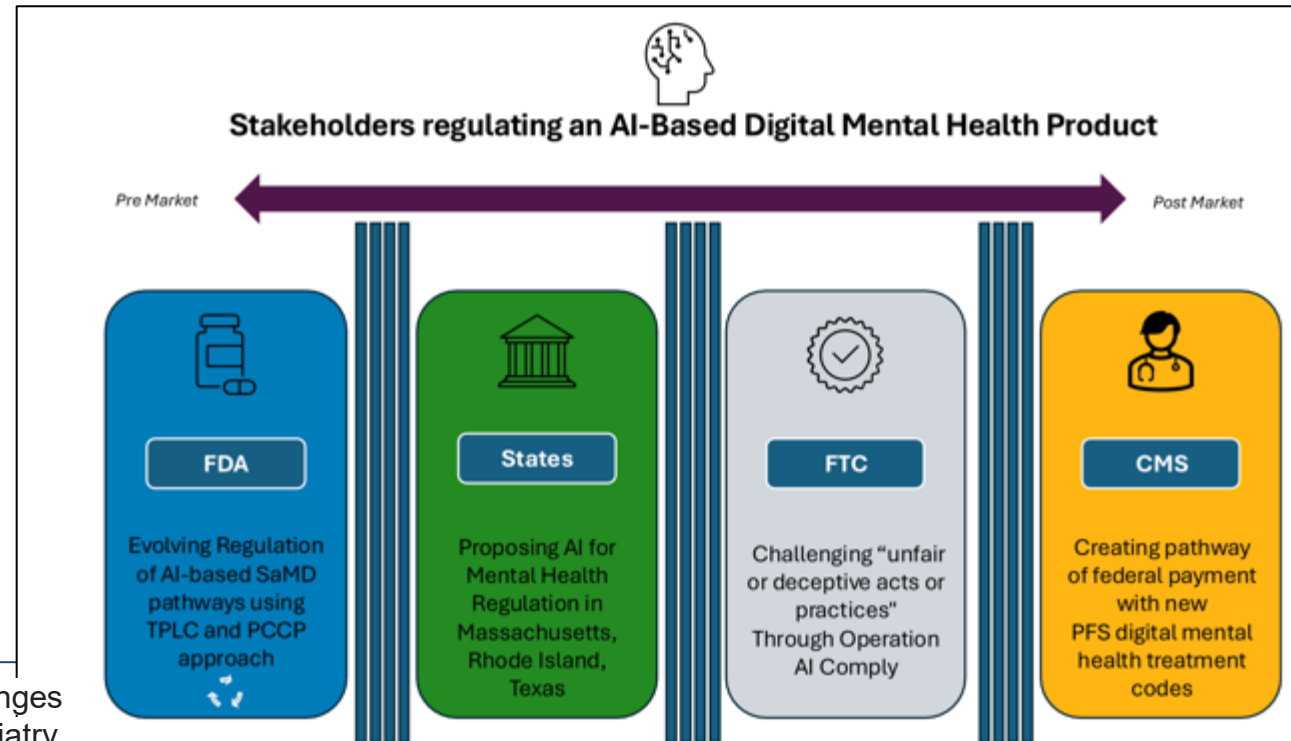 Stakeholders regulating an AI-Based Digital Mental Health Product
Pre Market
Post Market
FDA
Evolving Regulation
of AI-based SaMD
pathways using
TPLC and PCCP
approach
States
Proposing AI for
Mental Health
Regulation in
Massachusetts,
Rhode Island,
Texas
FTC
Challenging “unfair
or deceptive acts or
practices"
Through Operation
AI Comply
CMS
Creating pathway
of federal payment
with new
PFS digital mental
health treatment
codes
nges
iatry